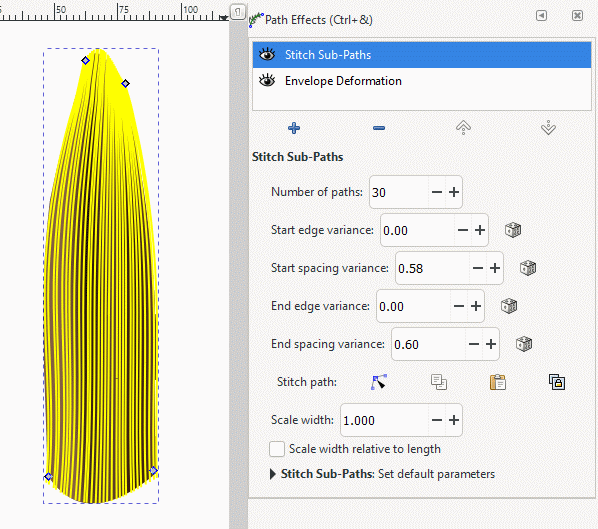 50 75 100
Path Effects (Ctrl+&)
Stitch Sub-Paths
Envelope Deformation
Stitch Sub-Paths
Number of paths: 30
Start edge variance: 0.00
Start spacing variance: 0.58
End edge variance: 0.00
End spacing variance: 0.60
Stitch path:
Scale width: 1.000
Scale width relative to length
Stitch Sub-Paths: Set default parameters